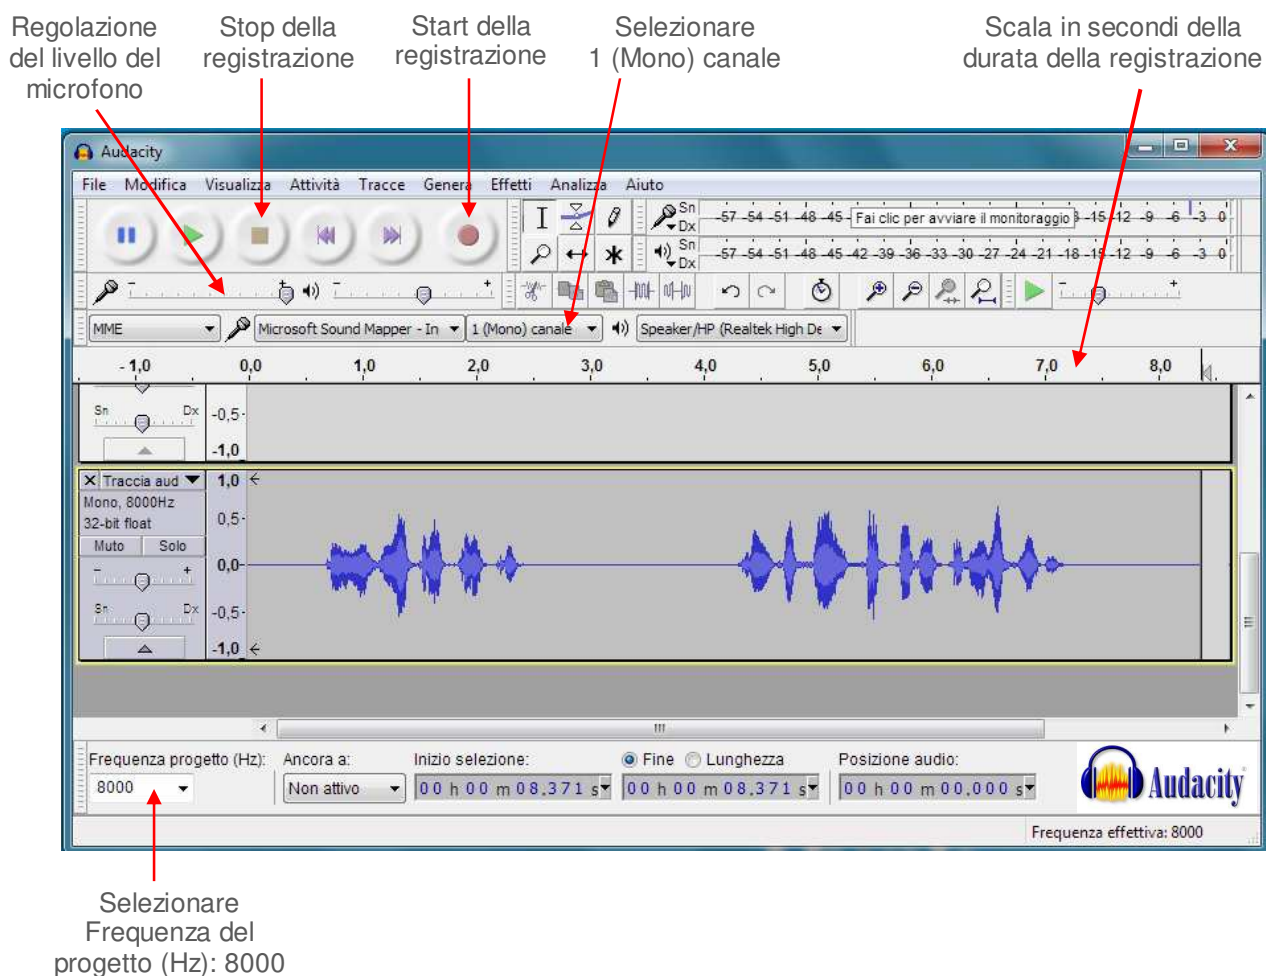 Regolazione
del livello del
microfono
Stop della
registrazione
Start della
registrazione
Selezionare
1 (Mono) canale
Scala in secondi della
durata della registrazione
Audacity
File Modifica Visualizza Attività Tracce Genera Effetti Analizza Aiuto
Sn
Dx
-57 -54 -51 -48 -45 - Fai clic per avviare il monitoraggio -15 -12 -9 -6 -3 0
Sn
Dx
-57 -54 -51 -48 -45 -42 -39 -36 -33 -30 -27 -24 -21 -18 -15 -12 -9 -6 -3 0
- + - +
- +
MME Microsoft Sound Mapper - In 1 (Mono) canale Speaker/HP (Realtek High De
- 1,0 0,0 1,0 2,0 3,0 4,0 5,0 6,0 7,0 8,0
Sn Dx -0,5
-1,0
X Traccia aud 1,0
Mono, 8000Hz
32-bit float 0,5
Muto Solo
- + 0,0
Sn Dx -0,5
-1,0
Frequenza progetto (Hz): Ancora a: Inizio selezione: Fine Lunghezza Posizione audio:
8000 Non attivo 00 h 00 m 08.371 s 00 h 00 m 08.371 s 00 h 00 m 00.000 s
Audacity
Frequenza effettiva: 8000
Selezionare
Frequenza del
progetto (Hz): 8000